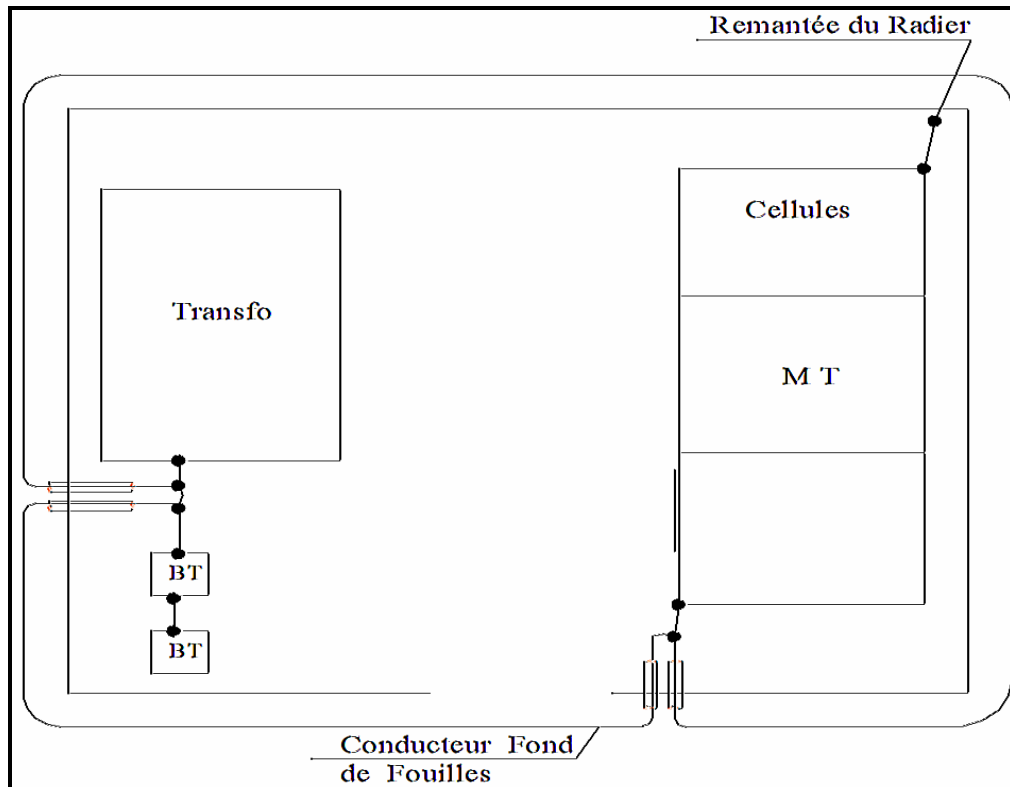 Remantée du Radier
Cellules
Transfo
M T
BT
BT
Conducteur Fond
de Fouilles